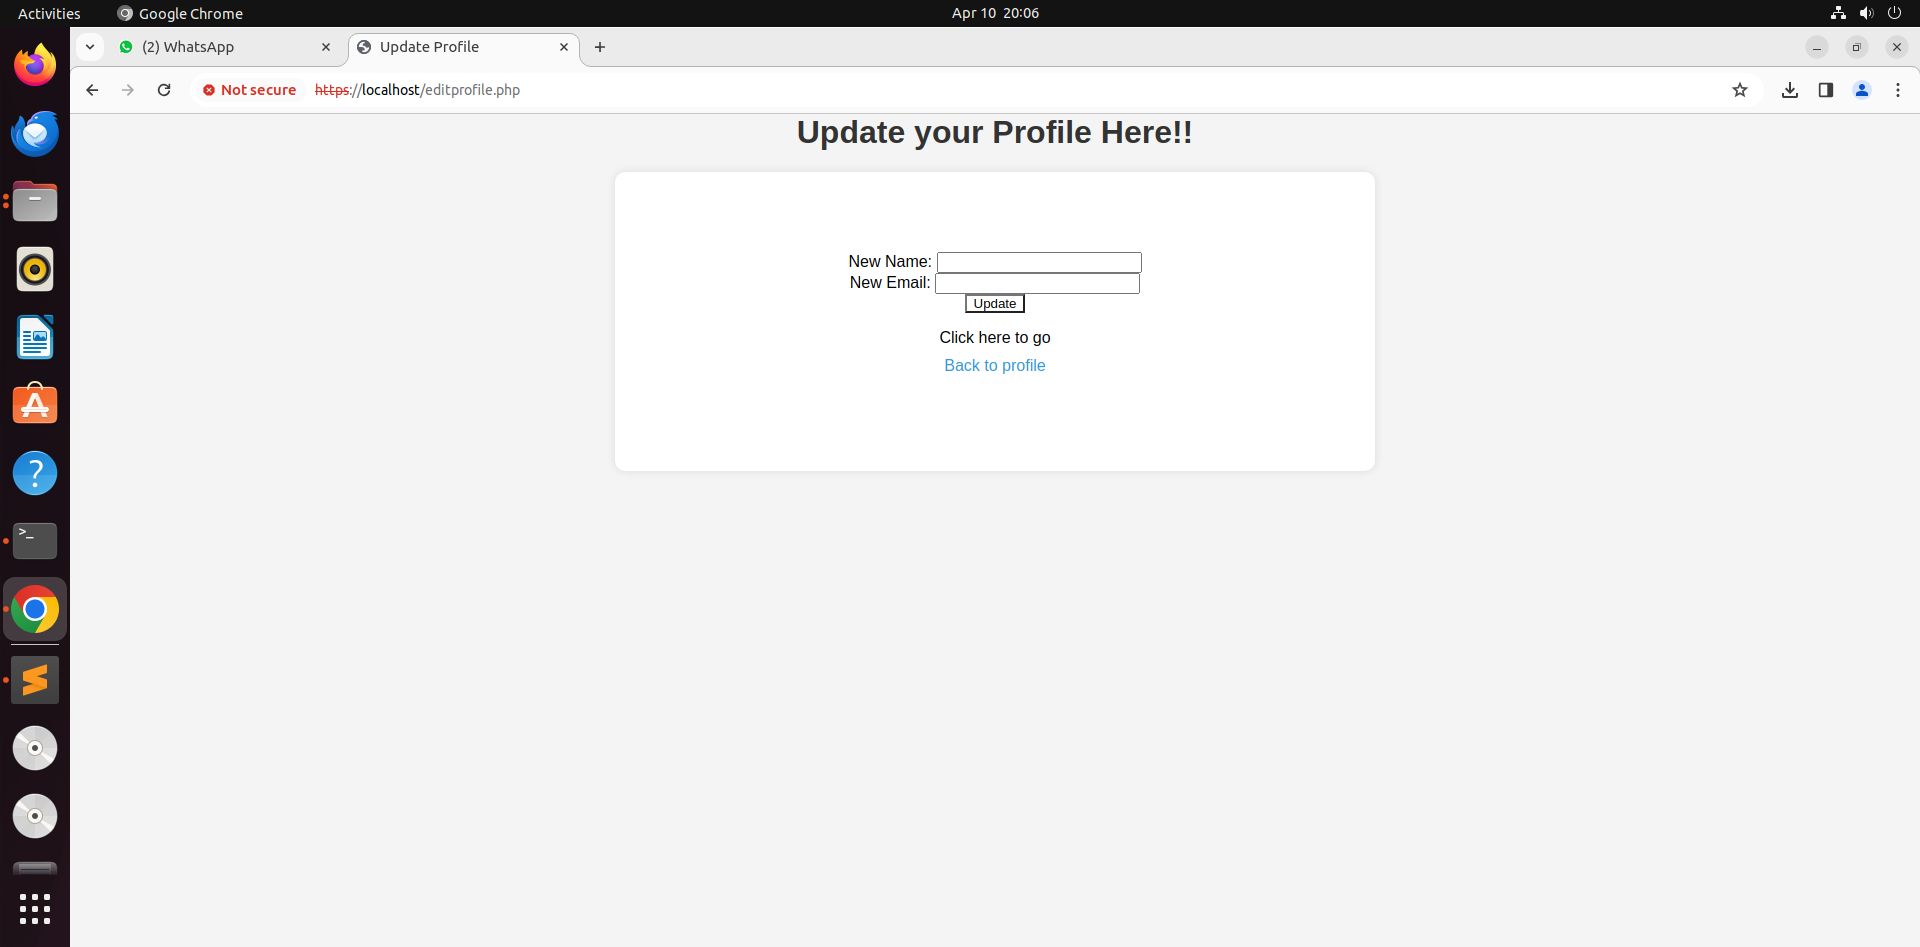 Activities
Google Chrome
Apr 10 20:06
(2) WhatsApp
Update Profile
Not secure
https://localhost/editprofile.php
Update your Profile Here!!
New Name:
New Email:
Update
Click here to go
Back to profile